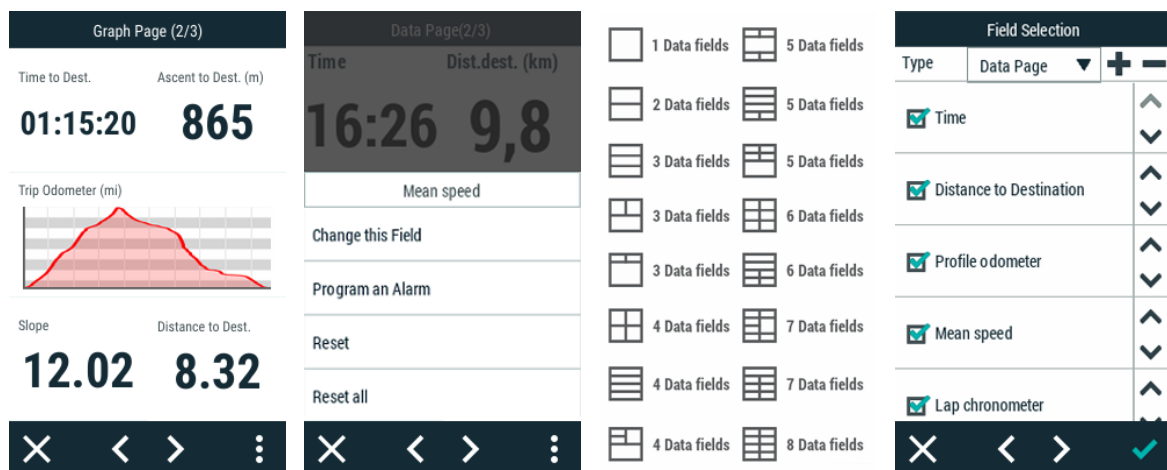 Graph Page (2/3)
Time to Dest. Ascent to Dest. (m)
01:15:20 865
Trip Odometer (mi)
Slope Distance to Dest.
12.02 8.32
Data Page(2/3)
Time Dist.dest. (km)
16:26 9,8
Mean speed
Change this Field
Program an Alarm
Reset
Reset all
1 Data fields 5 Data fields
2 Data fields 5 Data fields
3 Data fields 5 Data fields
3 Data fields 6 Data fields
3 Data fields 6 Data fields
4 Data fields 7 Data fields
4 Data fields 7 Data fields
4 Data fields 8 Data fields
Field Selection
Type Data Page
Time
Distance to Destination
Profile odometer
Mean speed
Lap chronometer